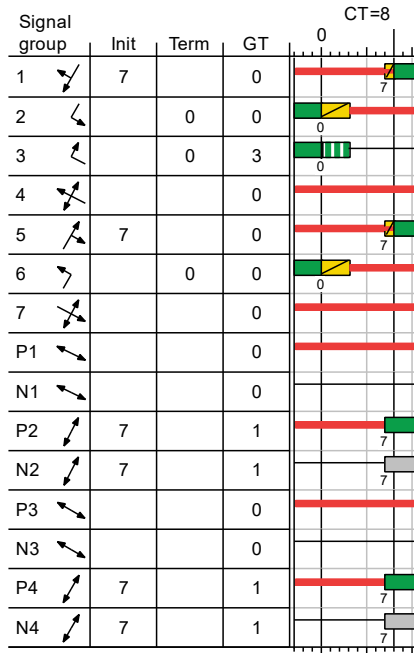 CT=8
Signal group Init Term GT 0
1 7 0 7
2 0 0 0
3 0 3 0
4 0
5 7 0 7
6 0 0 0
7 0
P1 0
N1 0
P2 7 1 7
N2 7 1 7
P3 0
N3 0
P4 7 1 7
N4 7 1 7